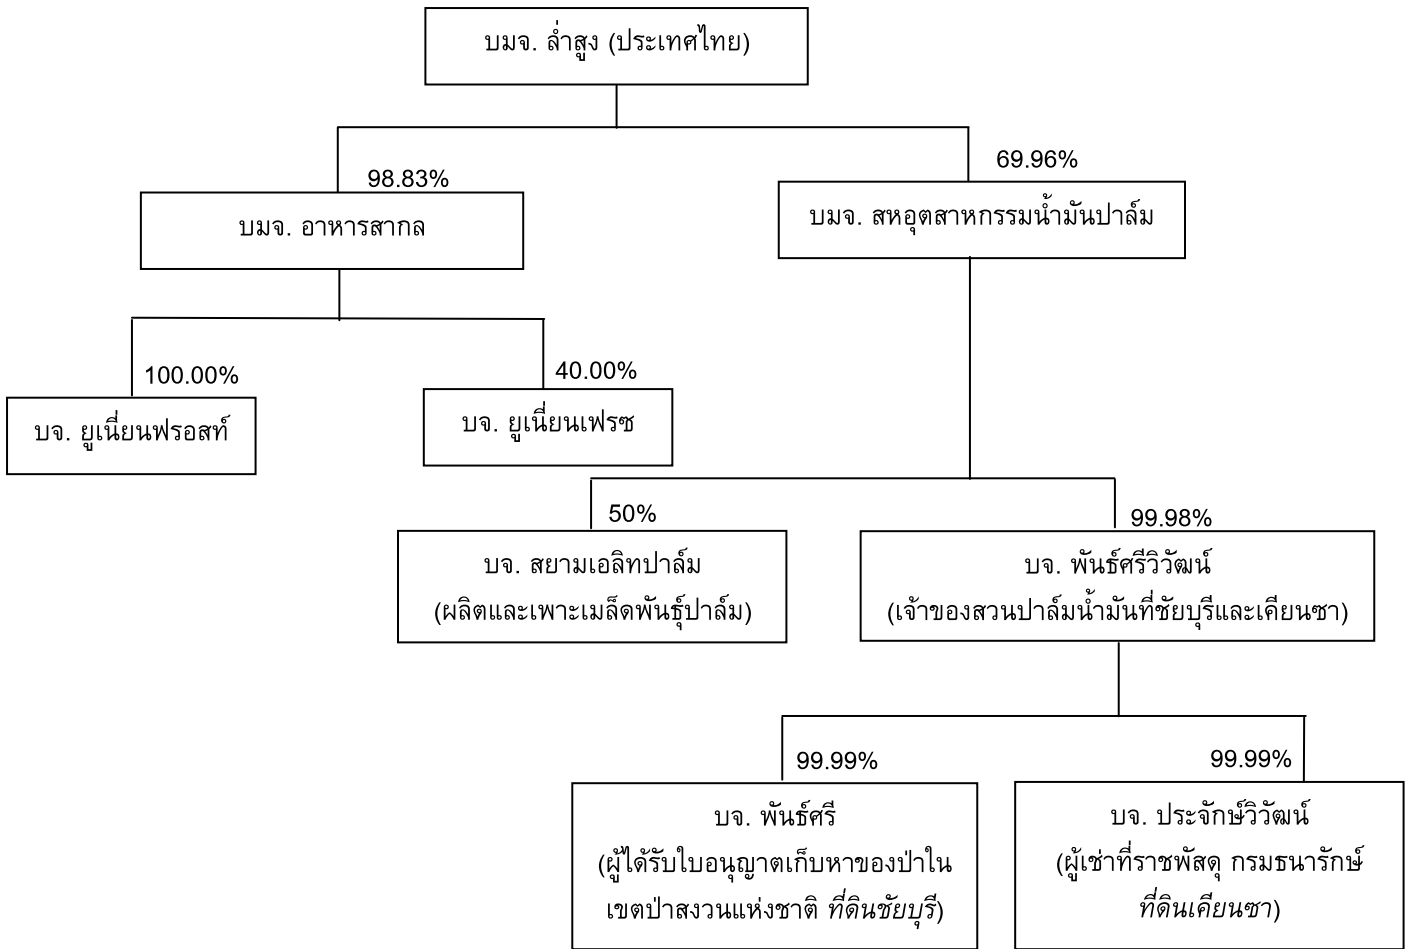 บมจ. ล่ำสูง (ประเทศไทย)
98.83%
69.96%
บมจ. อาหารสากล
บมจ. สหอุตสาหกรรมน้ำมันปาล์ม
100.00%
40.00%
บจ. ยูเนี่ยนฟรอสท์
บจ. ยูเนี่ยนเฟรซ
50%
99.98%
บจ. สยามเอลิทปาล์ม
(ผลิตและเพาะเมล็ดพันธุ์ปาล์ม)
บจ. พันธ์ศรีวิวัฒน์
(เจ้าของสวนปาล์มน้ำมันที่ชัยบุรีและเคียนซา)
99.99%
99.99%
บจ. พันธ์ศรี
(ผู้ได้รับใบอนุญาตเก็บหาของป่าใน
เขตป่าสงวนแห่งชาติ ที่ดินชัยบุรี)
บจ. ประจักษ์วิวัฒน์
(ผู้เช่าที่ราชพัสดุ กรมธนารักษ์
ที่ดินเคียนซา)